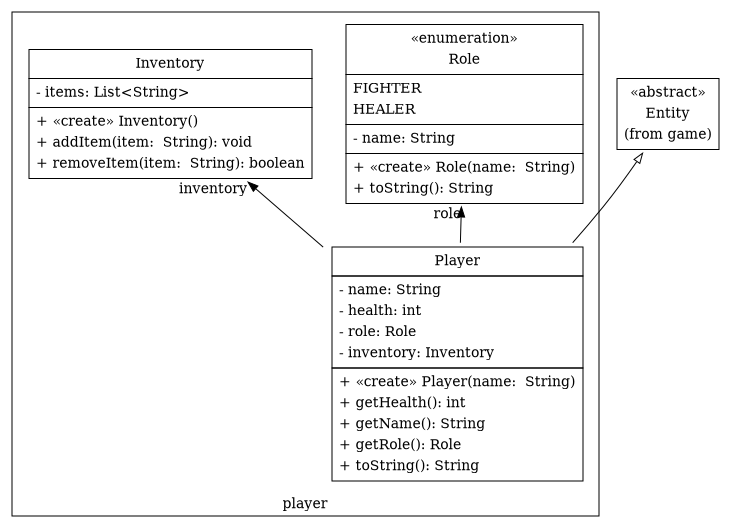 Inventory
- items: List<String>
+ «create» Inventory()
+ addItem(item:  String): void
+ removeItem(item:  String): boolean
inventory
«enumeration»
Role
FIGHTER
HEALER
- name: String
+ «create» Role(name:  String)
+ toString(): String
role
«abstract»
Entity
(from game)
Player
- name: String
- health: int
- role: Role
- inventory: Inventory
+ «create» Player(name:  String)
+ getHealth(): int
+ getName(): String
+ getRole(): Role
+ toString(): String
player